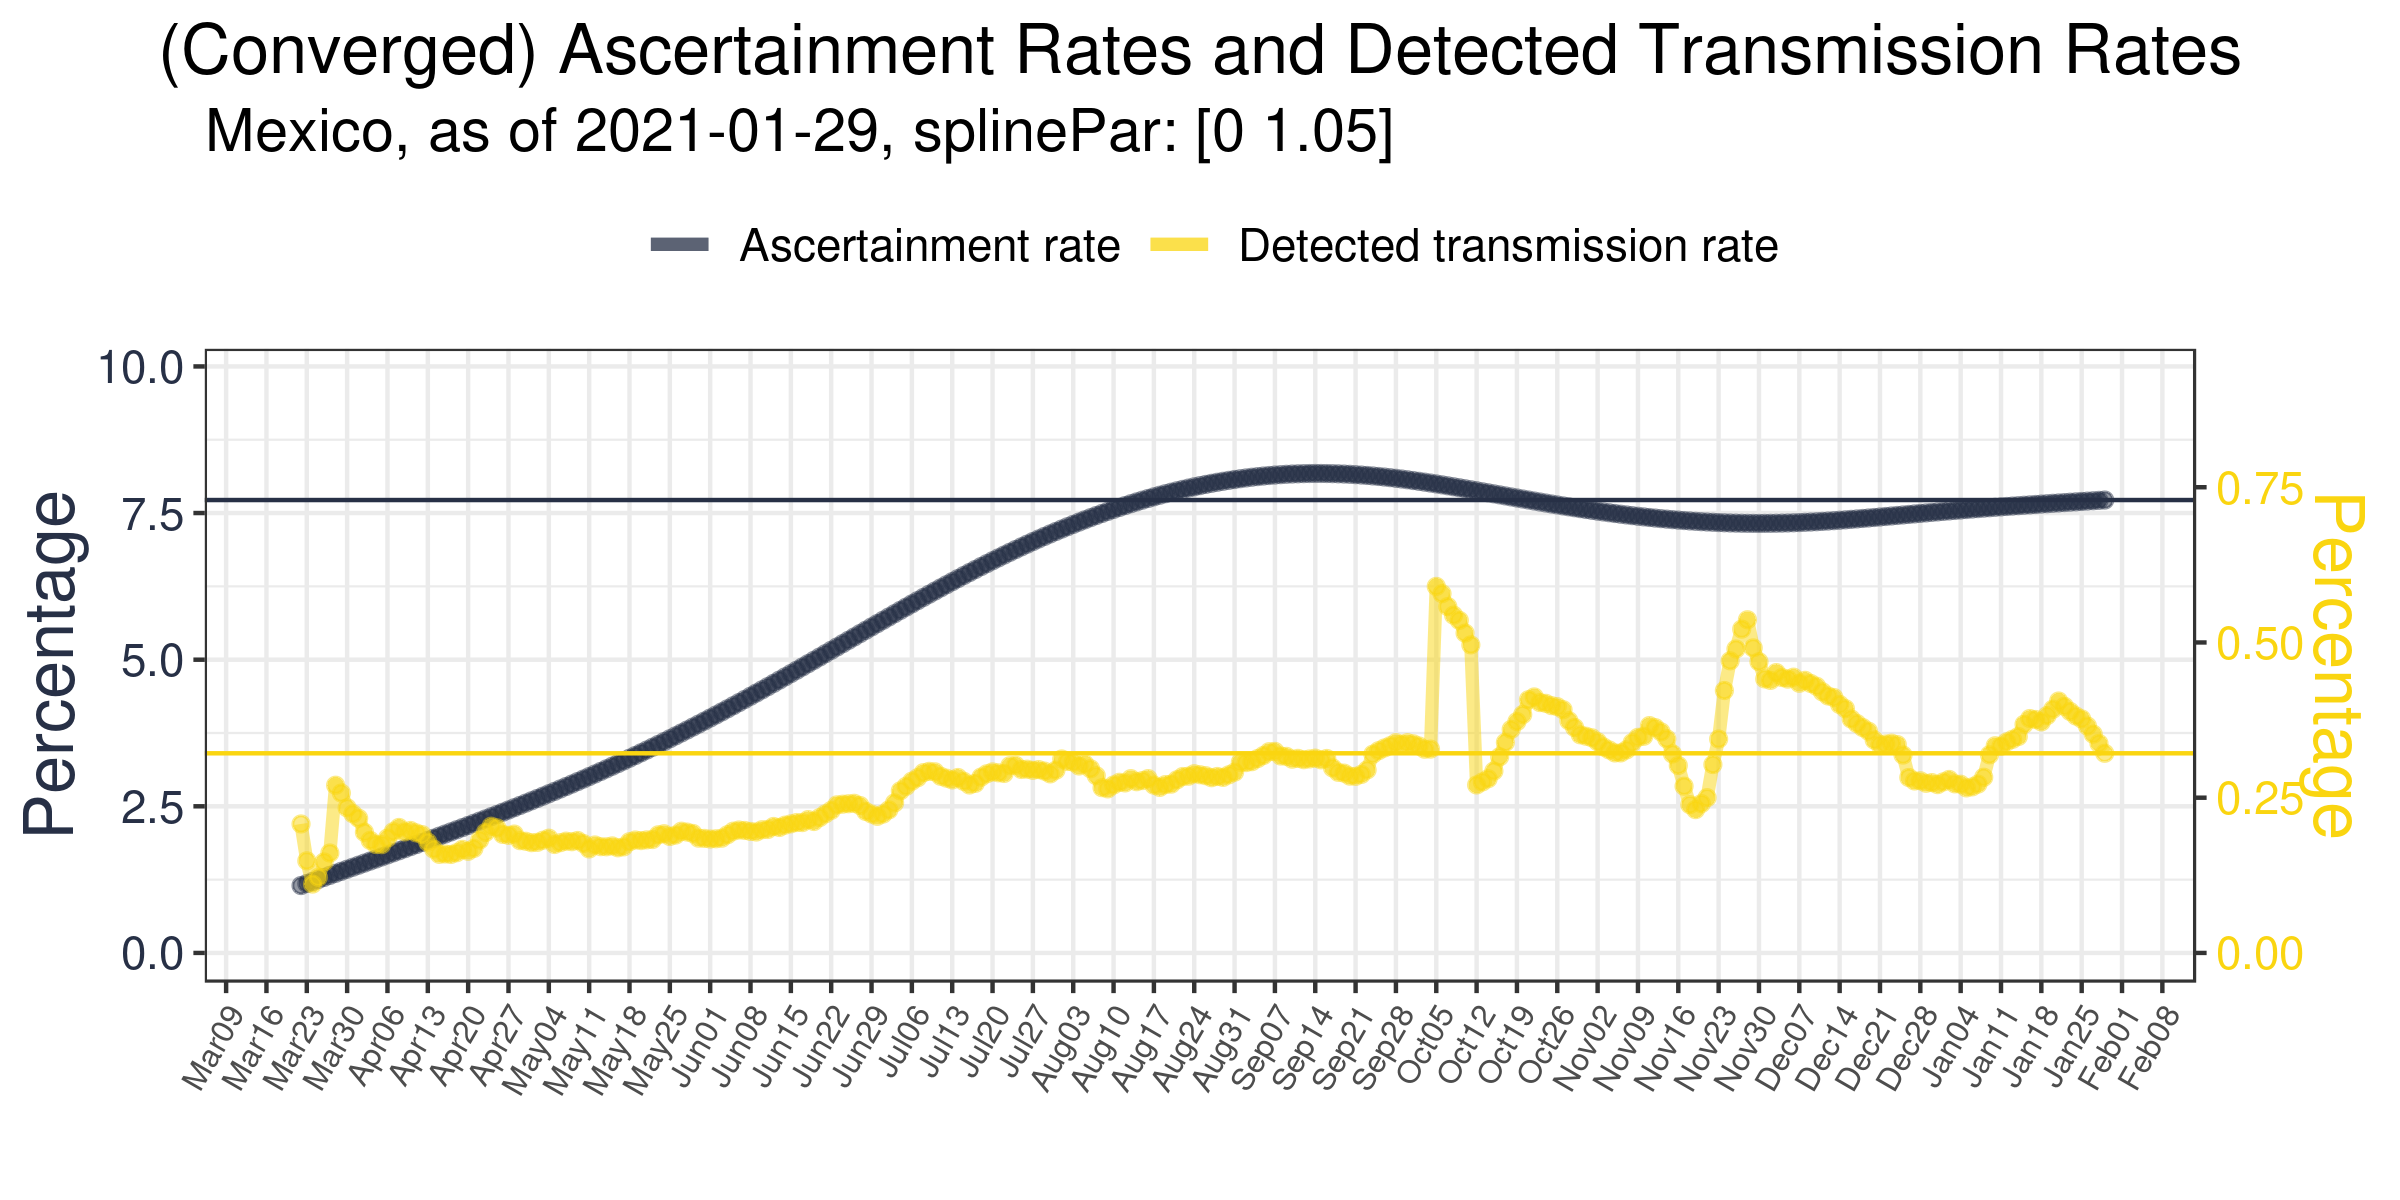 (Converged) Ascertainment Rates and Detected Transmission Rates
Mexico, as of 2021-01-29, splinePar: [0 1.05]
Ascertainment rate Detected transmission rate
Percentage
10.0
7.5
5.0
2.5
0.0
0.75
0.50
0.25
0.00
Percentage
Mar09 Mar16 Mar23 Mar30 Apr06 Apr13 Apr20 Apr27 May04 May11 May18 May25 Jun01 Jun08 Jun15 Jun22 Jun29 Jul06 Jul13 Jul20 Jul27 Aug03 Aug10 Aug17 Aug24 Aug31 Sep07 Sep14 Sep21 Sep28 Oct05 Oct12 Oct19 Oct26 Nov02 Nov09 Nov16 Nov23 Nov30 Dec07 Dec14 Dec21 Dec28 Jan04 Jan11 Jan18 Jan25 Feb01 Feb08